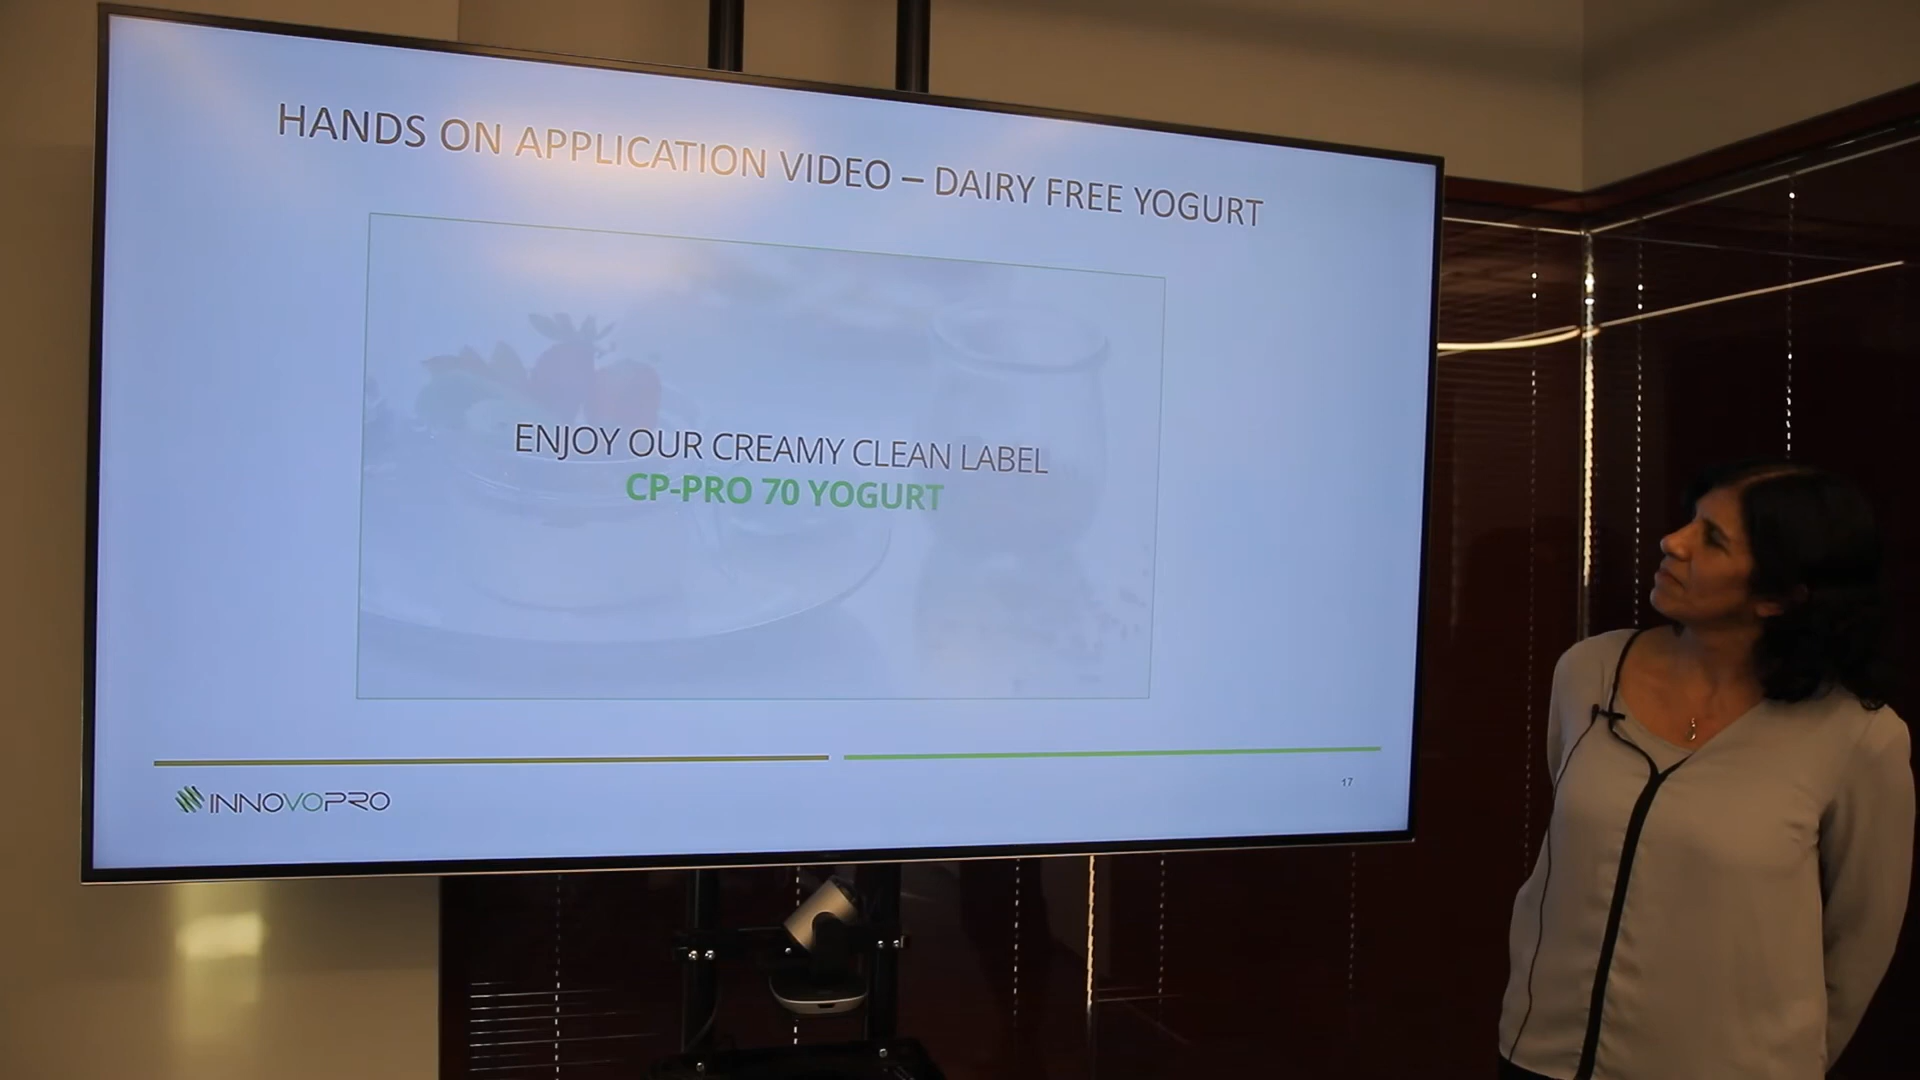 HANDS ON APPLICATION VIDEO – DAIRY FREE YOGURT
ENJOY OUR CREAMY CLEAN LABEL
CP-PRO 70 YOGURT
INNOVOPRO
17